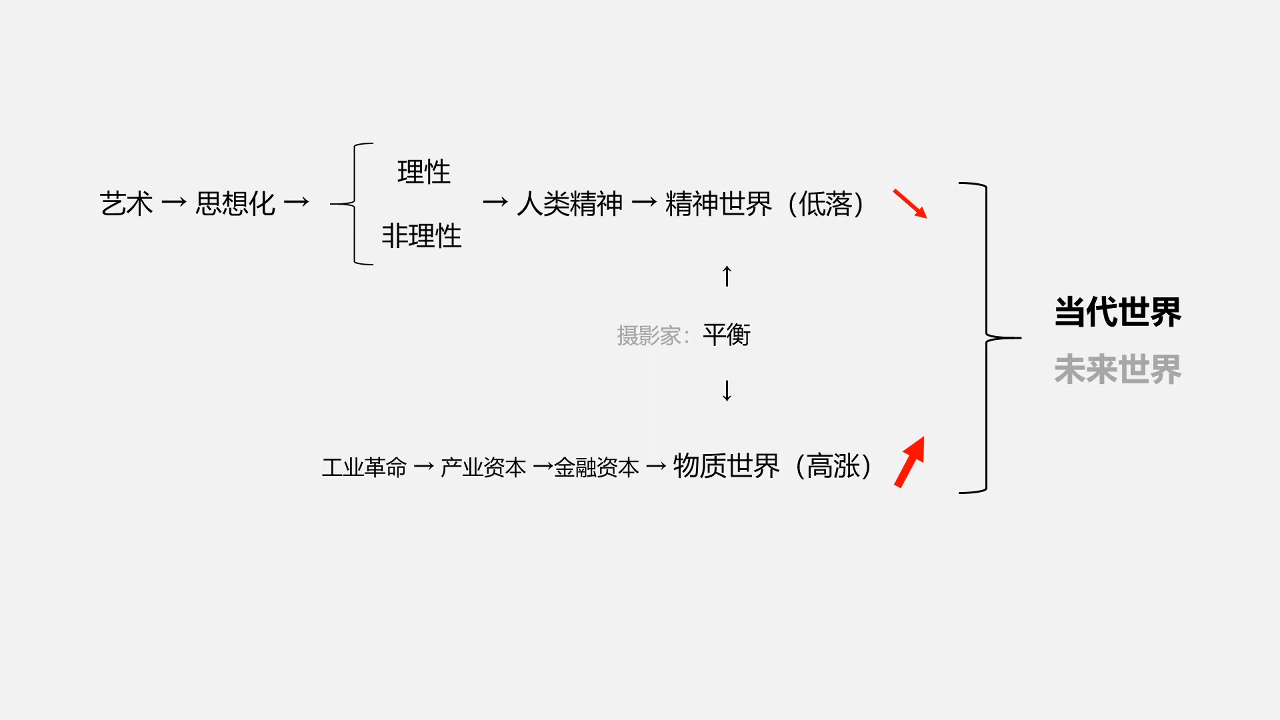 理性
艺术 → 思想化 → → 人类精神 → 精神世界（低落）
非理性
↑
摄影家：平衡
↓
当代世界
未来世界
工业革命 → 产业资本 →金融资本 → 物质世界（高涨）